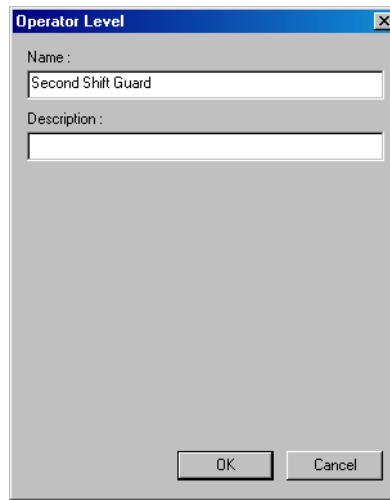 Operator Level
Name :
Second Shift Guard
Description :
OK
Cancel